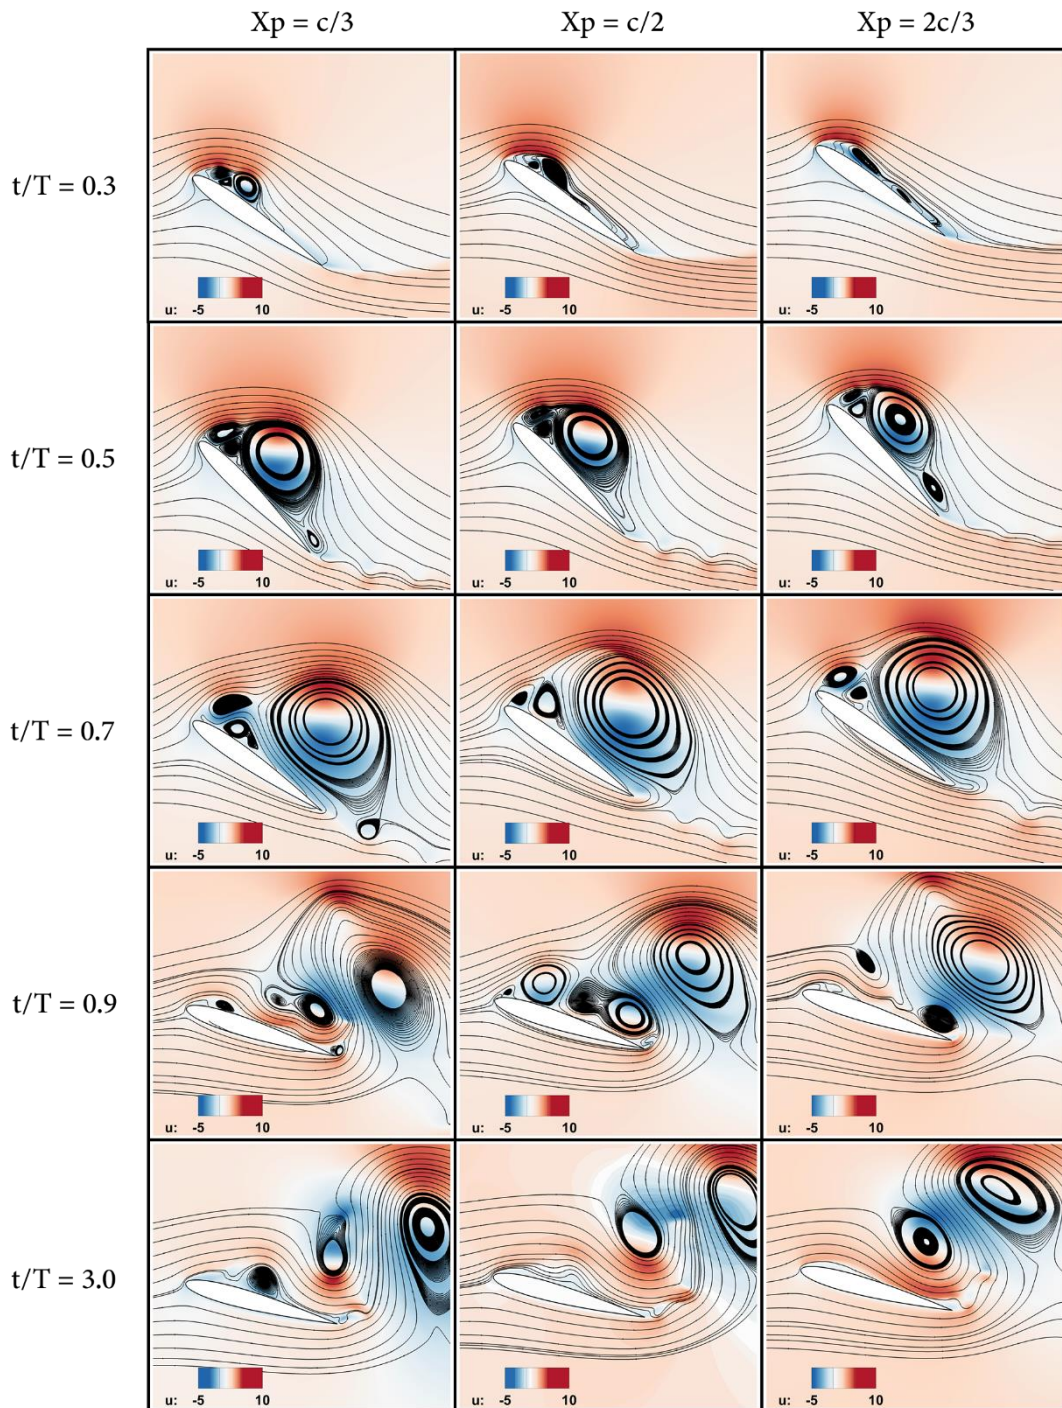 Xp = c/3 Xp = c/2 Xp = 2c/3
t/T = 0.3
u: -5 10 u: -5 10 u: -5 10
t/T = 0.5
u: -5 10 u: -5 10 u: -5 10
t/T = 0.7
u: -5 10 u: -5 10 u: -5 10
t/T = 0.9
u: -5 10 u: -5 10 u: -5 10
t/T = 3.0
u: -5 10 u: -5 10 u: -5 10